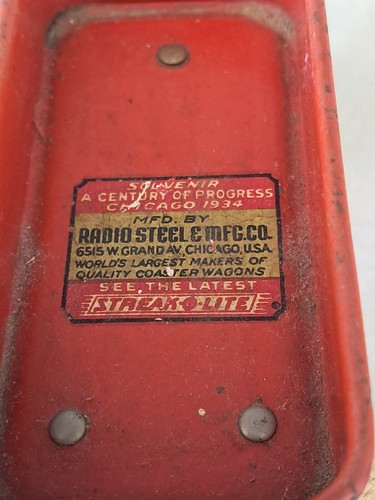 SOUVENIR
A CENTURY OF PROGRESS
CHICAGO 1934
MFD. BY
RADIO STEEL & MFG. CO.
6515 W. GRAND AV, CHICAGO, U.S.A.
WORLD'S LARGEST MAKERS OF
QUALITY COASTER WAGONS
SEE THE LATEST
STREAK-O-LITE